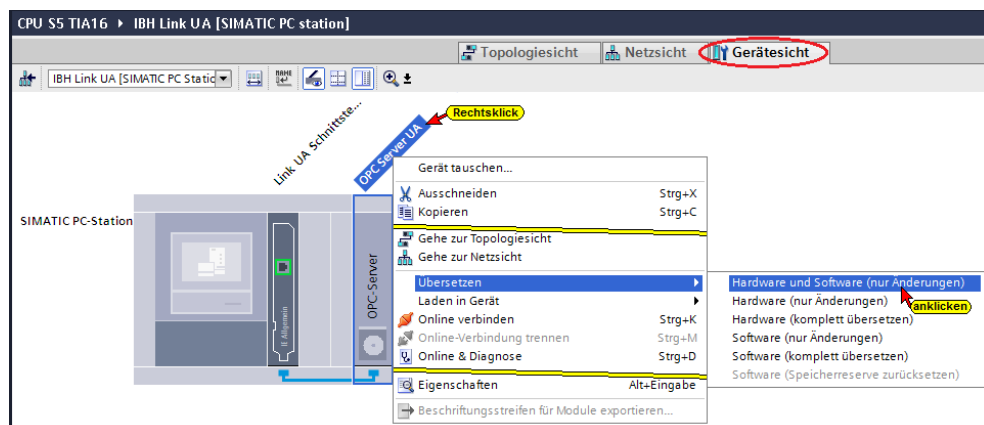 CPU S5 TIA16 ▸ IBH Link UA [SIMATIC PC station]
Topologiesicht Netzsicht Gerätesicht
IBH Link UA [SIMATIC PC Static
Rechtsklick
Link UA Schnittste...
OPC Server UA
SIMATIC PC-Station
IE Allgemein
OPC-Server
Gerät tauschen...
Ausschneiden Strg+X
Kopieren Strg+C
Gehe zur Topologiesicht
Gehe zur Netzsicht
Übersetzen
Laden in Gerät
Online verbinden Strg+K
Online-Verbindung trennen Strg+M
Online & Diagnose Strg+D
Eigenschaften Alt+Eingabe
Beschriftungsstreifen für Module exportieren...
Hardware und Software (nur Änderungen)
Hardware (nur Änderungen)
anklicken
Hardware (komplett übersetzen)
Software (nur Änderungen)
Software (komplett übersetzen)
Software (Speicherreserve zurücksetzen)